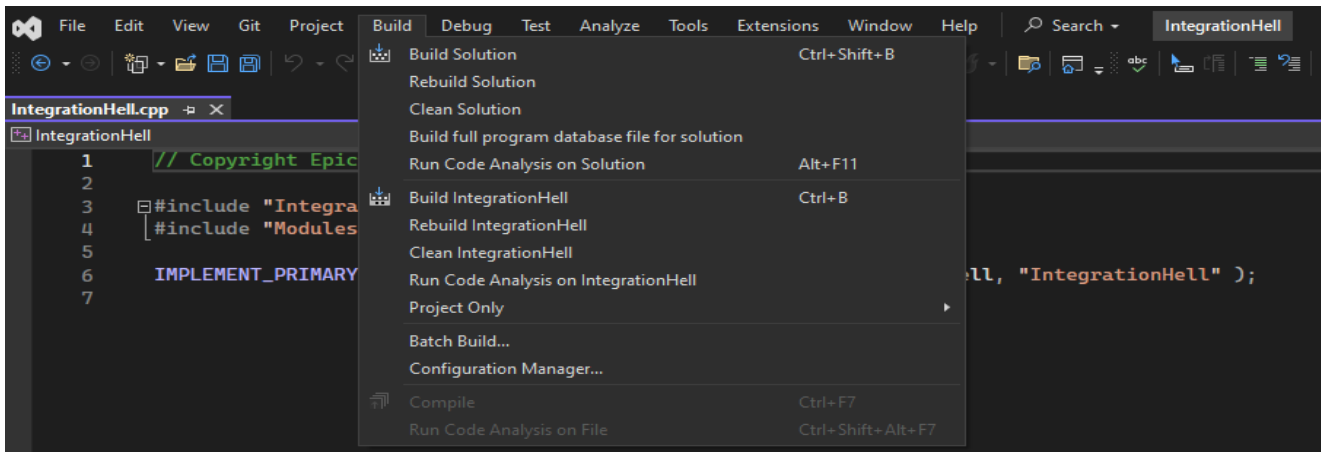 File Edit View Git Project Build Debug Test Analyze Tools Extensions Window Help Search IntegrationHell
IntegrationHell.cpp
IntegrationHell
1 // Copyright Epic
2
3 #include "Integra
4 #include "Modules
5
6 IMPLEMENT_PRIMARY ll, "IntegrationHell" );
7
Build Solution Ctrl+Shift+B
Rebuild Solution
Clean Solution
Build full program database file for solution
Run Code Analysis on Solution Alt+F11
Build IntegrationHell Ctrl+B
Rebuild IntegrationHell
Clean IntegrationHell
Run Code Analysis on IntegrationHell
Project Only
Batch Build...
Configuration Manager...
Compile Ctrl+F7
Run Code Analysis on File Ctrl+Shift+Alt+F7